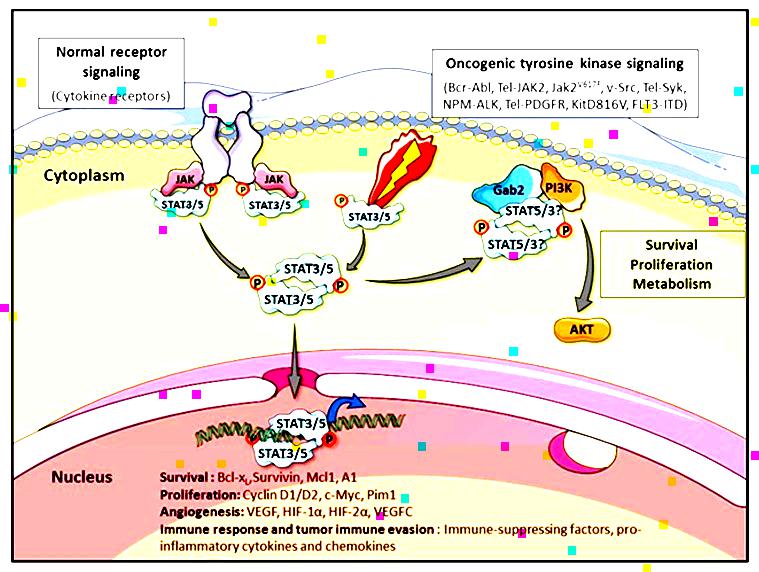 Normal receptor
signaling
(Cytokine receptors)
Oncogenic tyrosine kinase signaling
(Bcr-Abl, Tel-JAK2, Jak2V617F, v-Src, Tel-Syk,
NPM-ALK, Tel-PDGFR, KitD816V, FLT3-ITD)
Cytoplasm
JAK
JAK
P
P
STAT3/5
STAT3/5
P
STAT3/5
Gab2
PI3K
STAT5/3?
P
P
STAT5/3?
Survival
Proliferation
Metabolism
STAT3/5
P
P
STAT3/5
AKT
STAT3/5
P
P
STAT3/5
Nucleus
Survival : Bcl-xL,Survivin, Mcl1, A1
Proliferation: Cyclin D1/D2, c-Myc, Pim1
Angiogenesis: VEGF, HIF-1α, HIF-2α, VEGFC
Immune response and tumor immune evasion : Immune-suppressing factors, pro-
inflammatory cytokines and chemokines